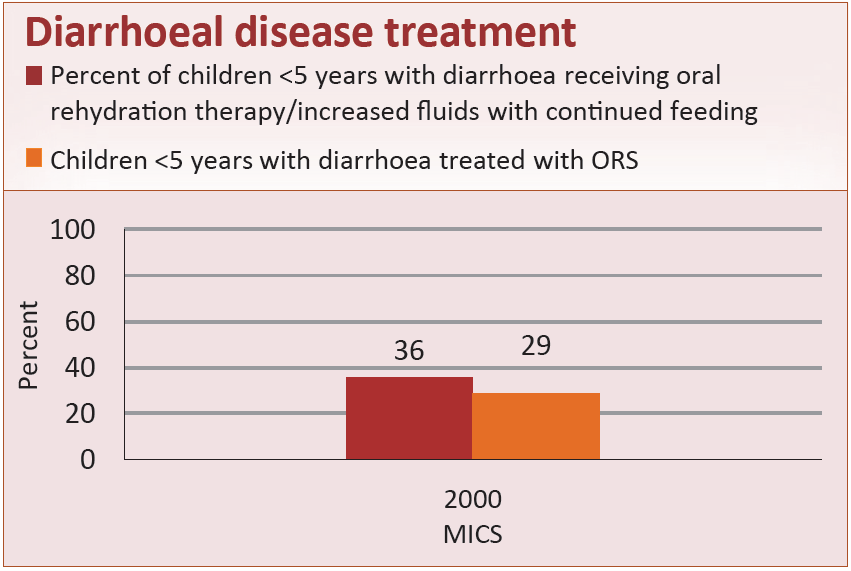 Diarrhoeal disease treatment
Percent of children <5 years with diarrhoea receiving oral
rehydration therapy/increased fluids with continued feeding
Children <5 years with diarrhoea treated with ORS
Percent
100
80
60
40
20
0
36
29
2000
MICS